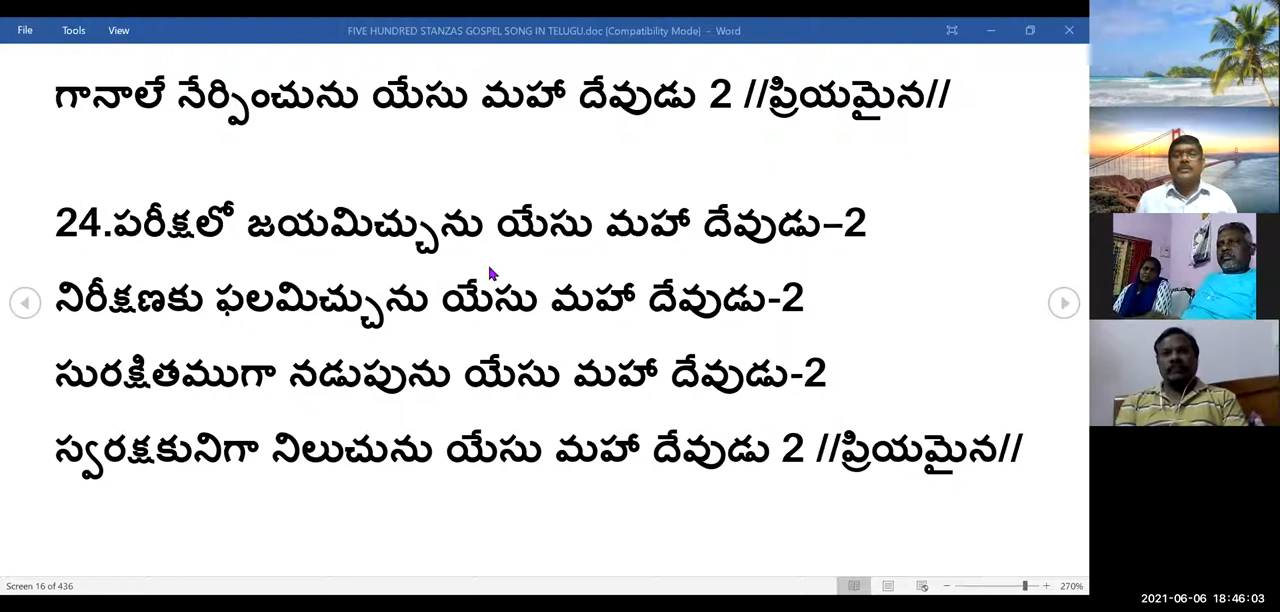 File Tools View FIVE HUNDRED STANZAS GOSPEL SONG IN TELUGU.doc [Compatibility Mode] - Word
గానాలే నేర్పించును యేసు మహా దేవుడు 2 //ప్రియమైన//
24.పరీక్షలో జయమిచ్చును యేసు మహా దేవుడు–2
నిరీక్షణకు ఫలమిచ్చును యేసు మహా దేవుడు-2
సురక్షితముగా నడుపును యేసు మహా దేవుడు-2
స్వరక్షకునిగా నిలుచును యేసు మహా దేవుడు 2 //ప్రియమైన//
Screen 16 of 436 270%
2021-06-06 18:46:03